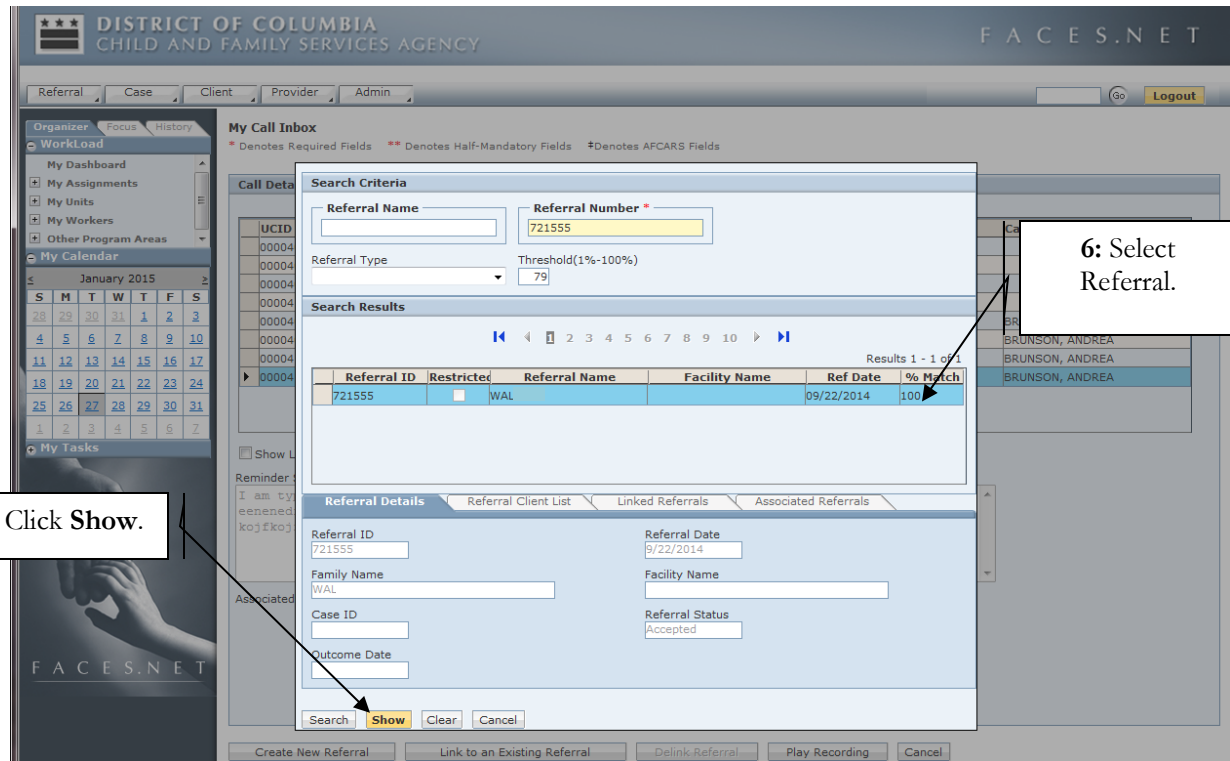 DISTRICT OF COLUMBIA
CHILD AND FAMILY SERVICES AGENCY
FACES.NET
Referral Case Client Provider Admin
Go Logout
Organizer Focus History
WorkLoad
My Dashboard
My Assignments
My Units
My Workers
Other Program Areas
My Calendar
< January 2015 >
S M T W T F S
28 29 30 31 1 2 3
4 5 6 7 8 9 10
11 12 13 14 15 16 17
18 19 20 21 22 23 24
25 26 27 28 29 30 31
1 2 3 4 5 6 7
My Tasks
FACES.NET
My Call Inbox
* Denotes Required Fields ** Denotes Half-Mandatory Fields ‡Denotes AFCARS Fields
Call Deta
UCID Ca
00004
00004
00004
00004
00004 BR
00004 BRUNSON, ANDREA
00004 BRUNSON, ANDREA
00004 BRUNSON, ANDREA
Show L
Reminder
I am ty
eenened
kojfkoj
Associated
Search Criteria
Referral Name Referral Number *
721555
Referral Type Threshold(1%-100%)
79
Search Results
1 2 3 4 5 6 7 8 9 10
Results 1 - 1 of 1
Referral ID Restricted Referral Name Facility Name Ref Date % Match
721555 WAL 09/22/2014 100
Referral Details Referral Client List Linked Referrals Associated Referrals
Referral ID Referral Date
721555 9/22/2014
Family Name Facility Name
WAL
Case ID Referral Status
Accepted
Outcome Date
Search Show Clear Cancel
Create New Referral Link to an Existing Referral Delink Referral Play Recording Cancel
6: Select
Referral.
Click Show.